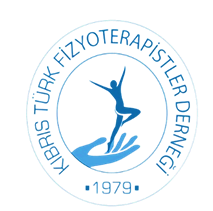 KIBRIS TÜRK FİZYOTERAPİSTLER DERNEĞİ
1979